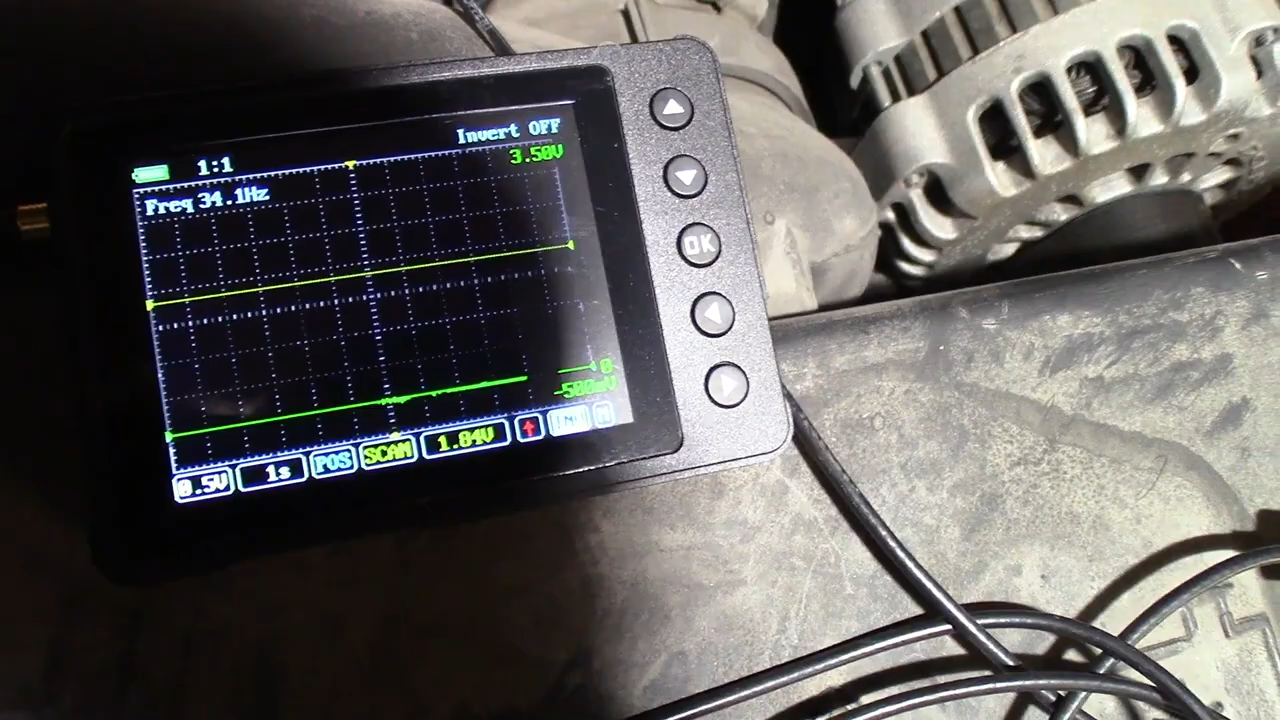 Invert OFF
1:1
3.50V
Freq 34.1Hz
OK
0
-500mV
0.5V 1s POS SCAN 1.84V